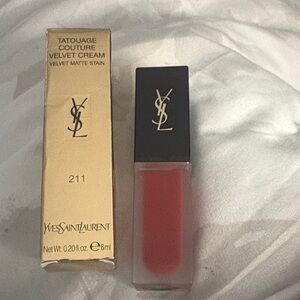 TATOUAGE
COUTURE
VELVET CREAM
VELVET MATTE STAIN
YSL
211
YVESSAINTLAURENT
Net Wt. 0.20 fl.oz. e 6ml
YSL